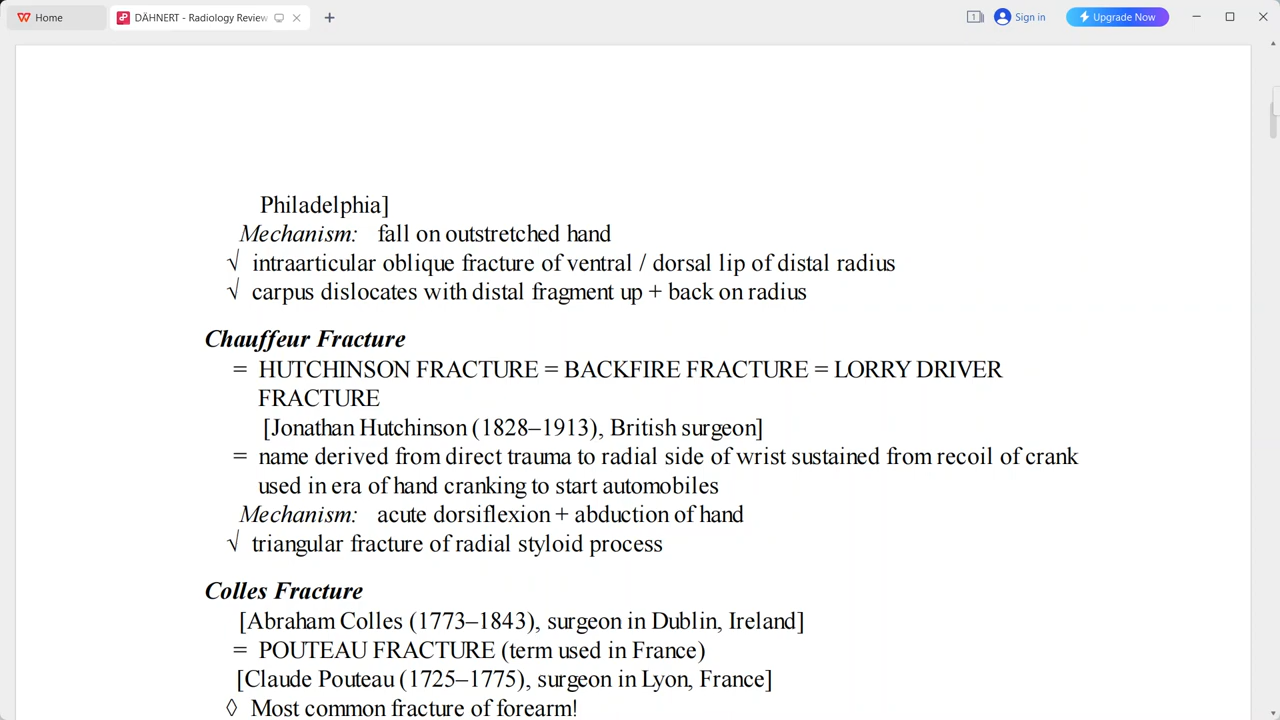 Home
DÄHNERT - Radiology Review
1
Sign in
Upgrade Now
Philadelphia]
Mechanism: fall on outstretched hand
√ intraarticular oblique fracture of ventral / dorsal lip of distal radius
√ carpus dislocates with distal fragment up + back on radius
Chauffeur Fracture
= HUTCHINSON FRACTURE = BACKFIRE FRACTURE = LORRY DRIVER
FRACTURE
[Jonathan Hutchinson (1828–1913), British surgeon]
= name derived from direct trauma to radial side of wrist sustained from recoil of crank
used in era of hand cranking to start automobiles
Mechanism: acute dorsiflexion + abduction of hand
√ triangular fracture of radial styloid process
Colles Fracture
[Abraham Colles (1773–1843), surgeon in Dublin, Ireland]
= POUTEAU FRACTURE (term used in France)
[Claude Pouteau (1725–1775), surgeon in Lyon, France]
◊ Most common fracture of forearm!